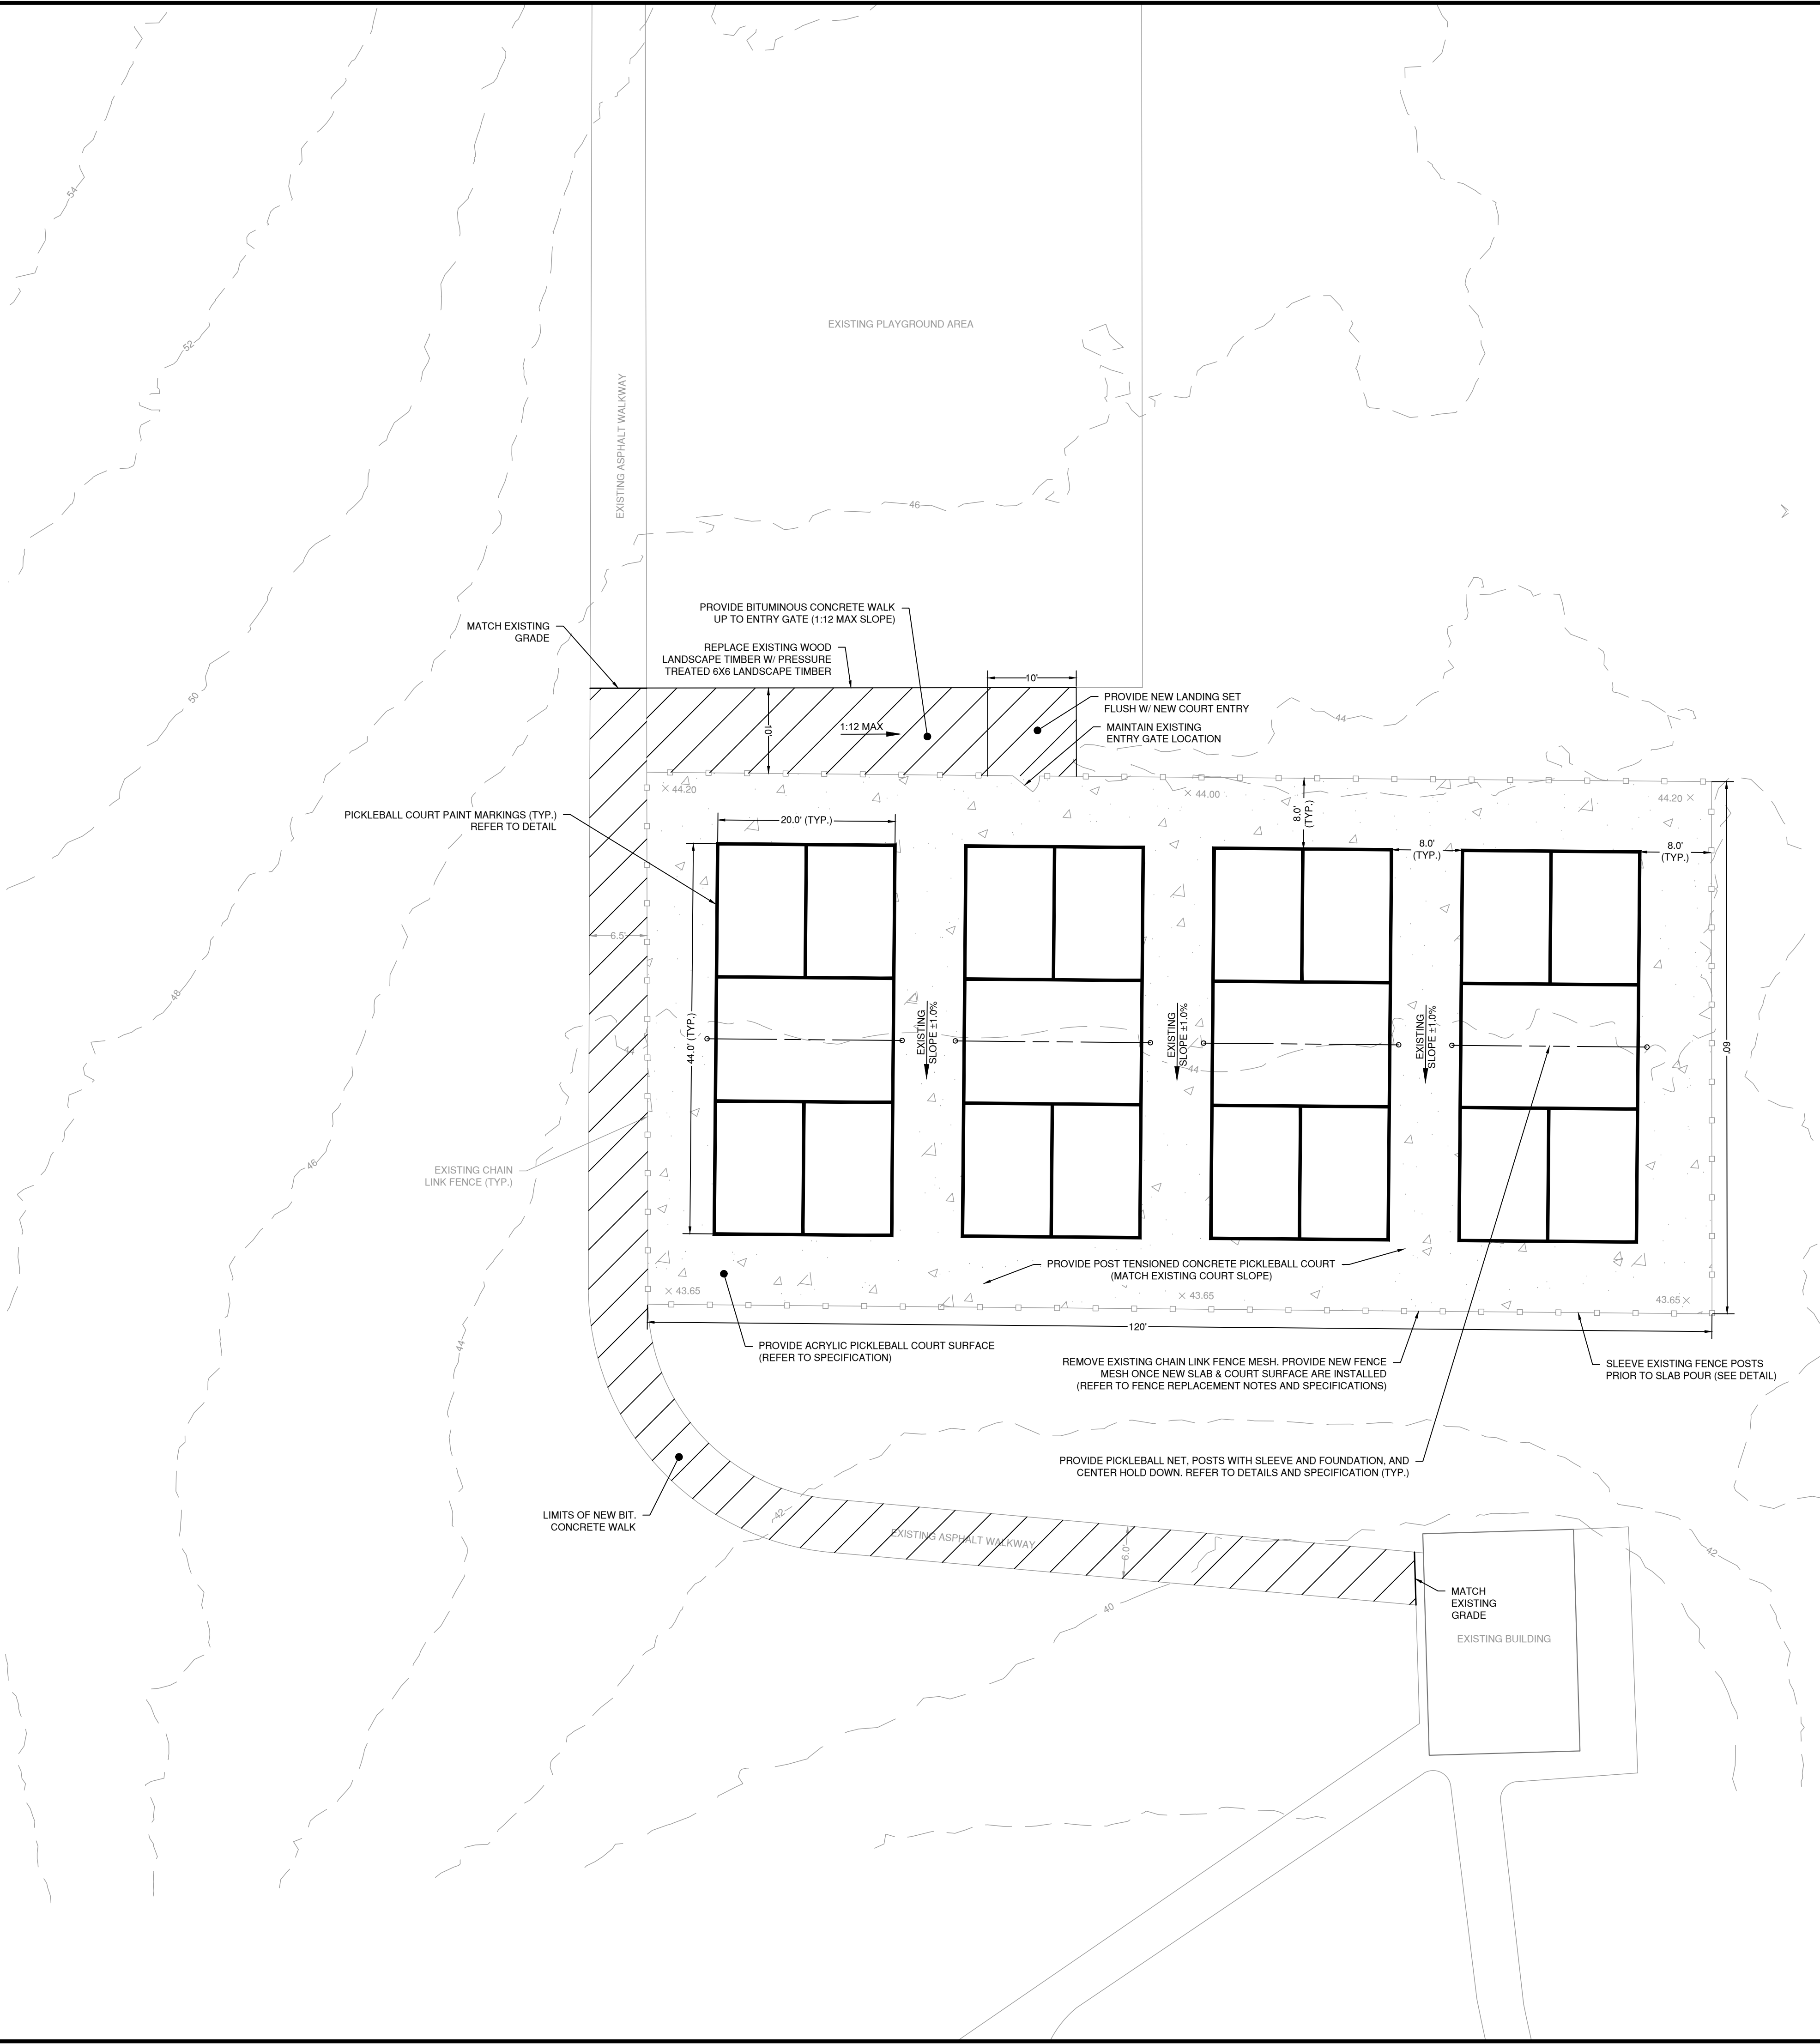 54
52
EXISTING PLAYGROUND AREA
EXISTING ASPHALT WALKWAY
46
PROVIDE BITUMINOUS CONCRETE WALK
UP TO ENTRY GATE (1:12 MAX SLOPE)
MATCH EXISTING
GRADE
REPLACE EXISTING WOOD
LANDSCAPE TIMBER W/ PRESSURE
TREATED 6X6 LANDSCAPE TIMBER
10'
50
PROVIDE NEW LANDING SET
FLUSH W/ NEW COURT ENTRY
44
10'
1:12 MAX
MAINTAIN EXISTING
ENTRY GATE LOCATION
44.20
44.00
44.20
PICKLEBALL COURT PAINT MARKINGS (TYP.)
REFER TO DETAIL
20.0' (TYP.)
8.0'
(TYP.)
8.0'
(TYP.)
8.0'
(TYP.)
6.5'
48
44.0' (TYP.)
44
EXISTING
SLOPE ±1.0%
EXISTING
SLOPE ±1.0%
44
EXISTING
SLOPE ±1.0%
60'
46
EXISTING CHAIN
LINK FENCE (TYP.)
PROVIDE POST TENSIONED CONCRETE PICKLEBALL COURT
(MATCH EXISTING COURT SLOPE)
43.65
43.65
43.65
120'
44
PROVIDE ACRYLIC PICKLEBALL COURT SURFACE
(REFER TO SPECIFICATION)
REMOVE EXISTING CHAIN LINK FENCE MESH. PROVIDE NEW FENCE
MESH ONCE NEW SLAB & COURT SURFACE ARE INSTALLED
(REFER TO FENCE REPLACEMENT NOTES AND SPECIFICATIONS)
SLEEVE EXISTING FENCE POSTS
PRIOR TO SLAB POUR (SEE DETAIL)
PROVIDE PICKLEBALL NET, POSTS WITH SLEEVE AND FOUNDATION, AND
CENTER HOLD DOWN. REFER TO DETAILS AND SPECIFICATION (TYP.)
LIMITS OF NEW BIT.
CONCRETE WALK
42
EXISTING ASPHALT WALKWAY
6.0'
42
MATCH
EXISTING
GRADE
40
EXISTING BUILDING